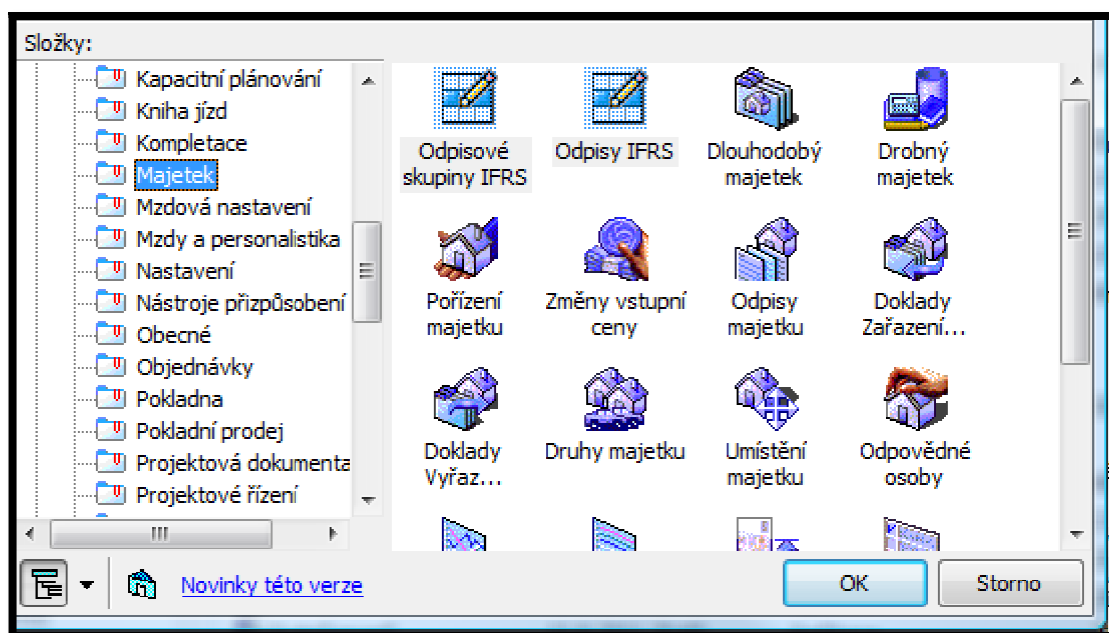 Složky:
Kapacitní plánování
Kniha jízd
Kompletace
Majetek
Mzdová nastavení
Mzdy a personalistika
Nastavení
Nástroje přizpůsobení
Obecné
Objednávky
Pokladna
Pokladní prodej
Projektová dokumenta
Projektové řízení
Odpisové
skupiny IFRS
Odpisy IFRS
Dlouhodobý
majetek
Drobný
majetek
Pořízení
majetku
Změny vstupní
ceny
Odpisy
majetku
Doklady
Zařazení...
Doklady
Vyřaz...
Druhy majetku
Umístění
majetku
Odpovědné
osoby
Novinky této verze
OK
Storno